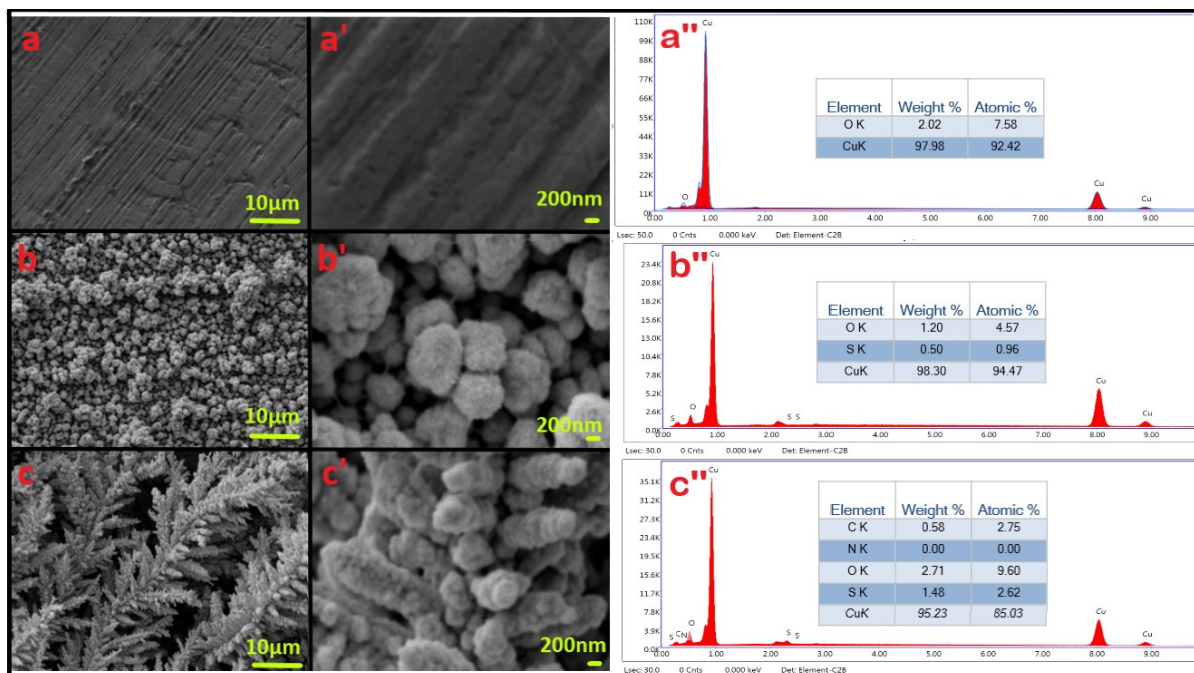 a
10µm
a'
200nm
a"
110K
99K
88K
77K
66K
55K
44K
33K
22K
11K
0K
Cu
O
Cu
Cu
Element Weight % Atomic %
O K 2.02 7.58
CuK 97.98 92.42
0.00 1.00 2.00 3.00 4.00 5.00 6.00 7.00 8.00 9.00
Lsec: 50.0 0 Cnts 0.000 keV Det: Element-C2B
b
10µm
b'
200nm
b"
23.4K
20.8K
18.2K
15.6K
13.0K
10.4K
7.8K
5.2K
2.6K
0.00 1.00 2.00 3.00 4.00 5.00 6.00 7.00 8.00 9.00
Cu
S
O
S S
Cu
Cu
Element Weight % Atomic %
O K 1.20 4.57
S K 0.50 0.96
CuK 98.30 94.47
Lsec: 30.0 0 Cnts 0.000 keV Det: Element-C2B
c
10µm
c'
200nm
c"
35.1K
31.2K
27.3K
23.4K
19.5K
15.6K
11.7K
7.8K
3.9K
0.00 1.00 2.00 3.00 4.00 5.00 6.00 7.00 8.00 9.00
Cu
S C N O
S S
Cu
Cu
Element Weight % Atomic %
C K 0.58 2.75
N K 0.00 0.00
O K 2.71 9.60
S K 1.48 2.62
CuK 95.23 85.03
Lsec: 30.0 0 Cnts 0.000 keV Det: Element-C2B